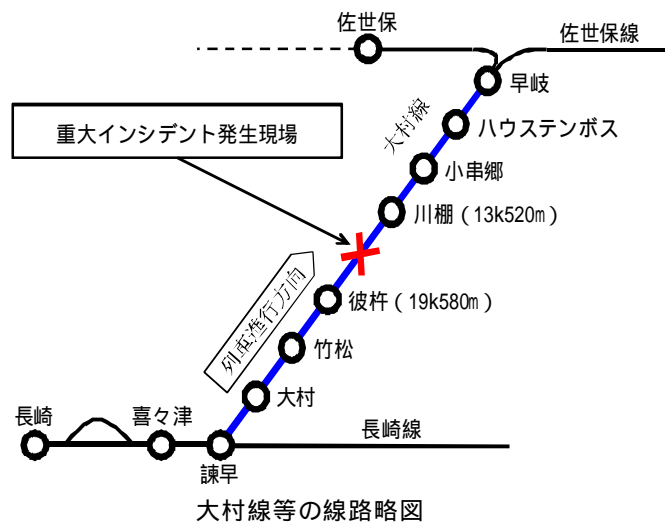 佐世保
佐世保線
早岐
大村線
ハウステンボス
重大インシデント発生現場
小串郷
川棚(13k520m)
列車進行方向
彼杵(19k580m)
竹松
大村
長崎
喜々津
諫早
長崎線
大村線等の線路略図